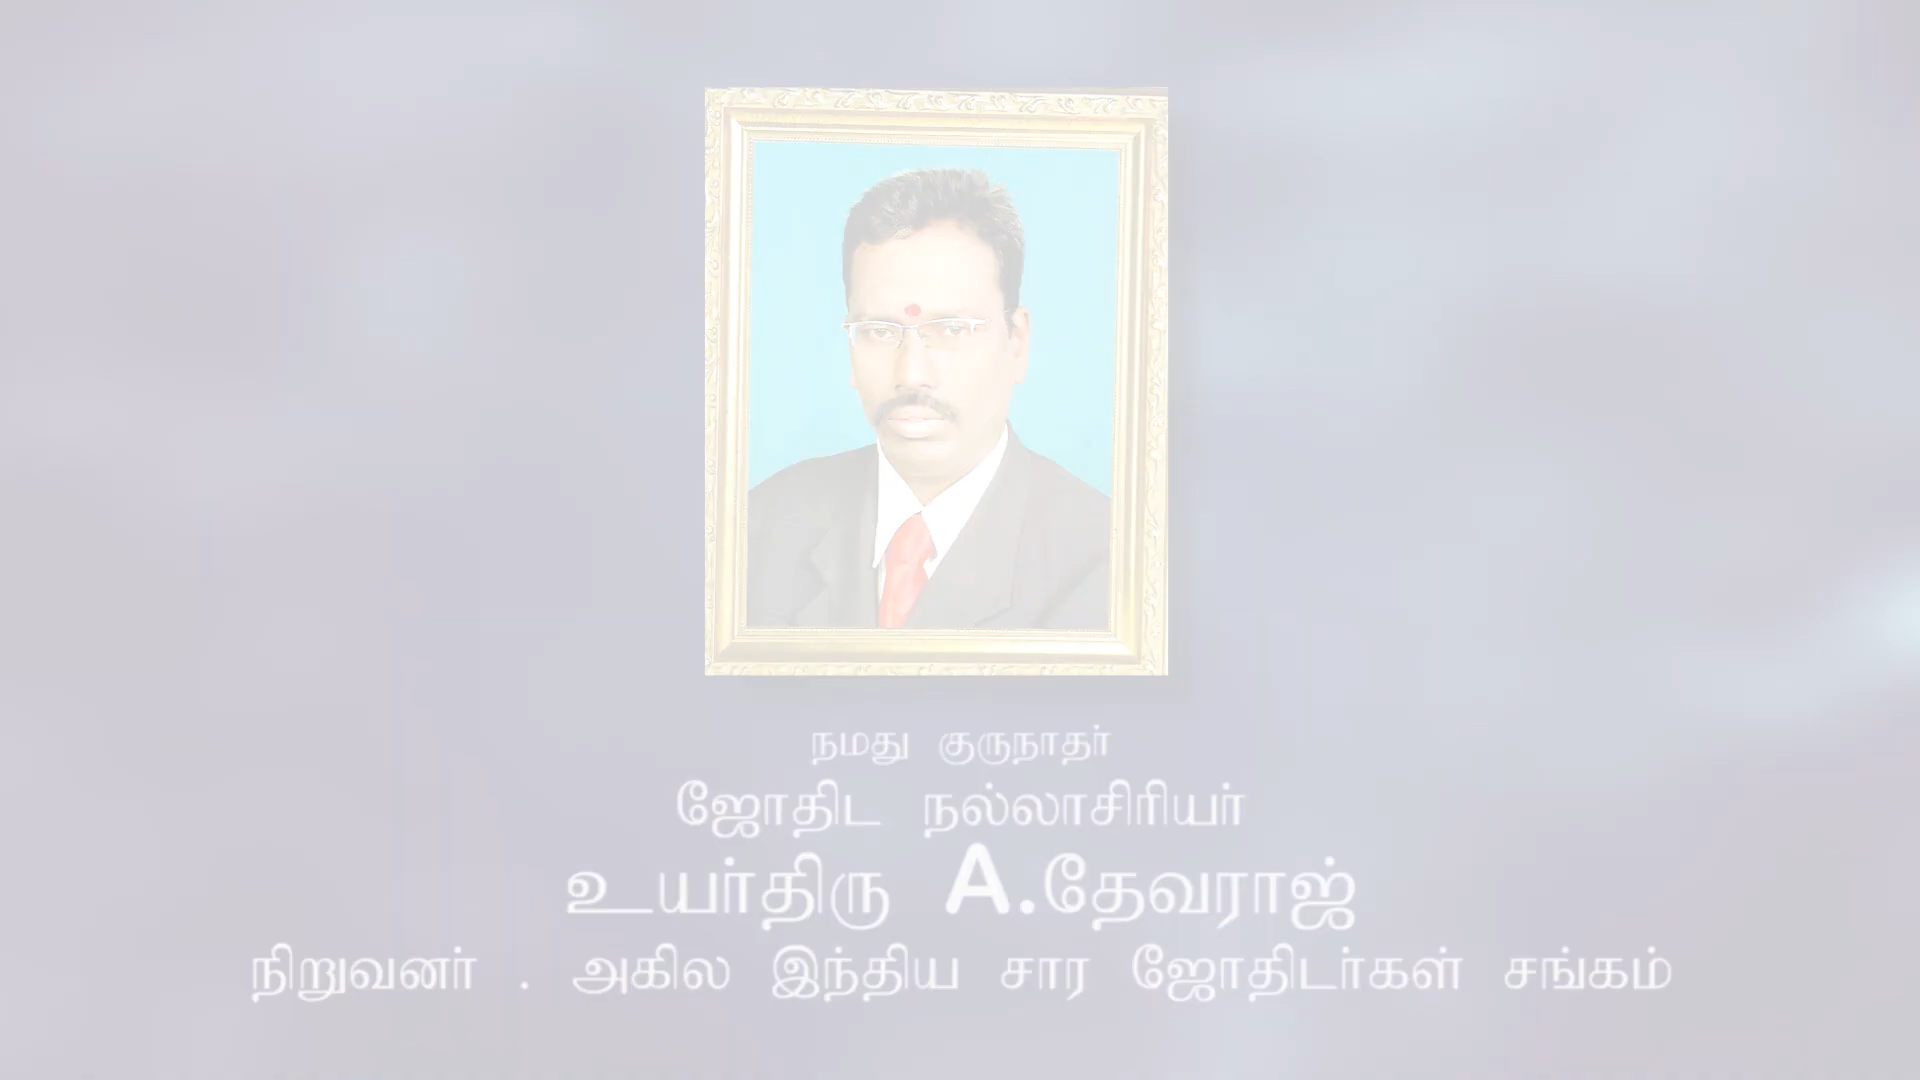 நமது குருநாதர்
ஜோதிட நல்லாசிரியர்
உயர்திரு A.தேவராஜ்
நிறுவனர் . அகில இந்திய சார ஜோதிடர்கள் சங்கம்